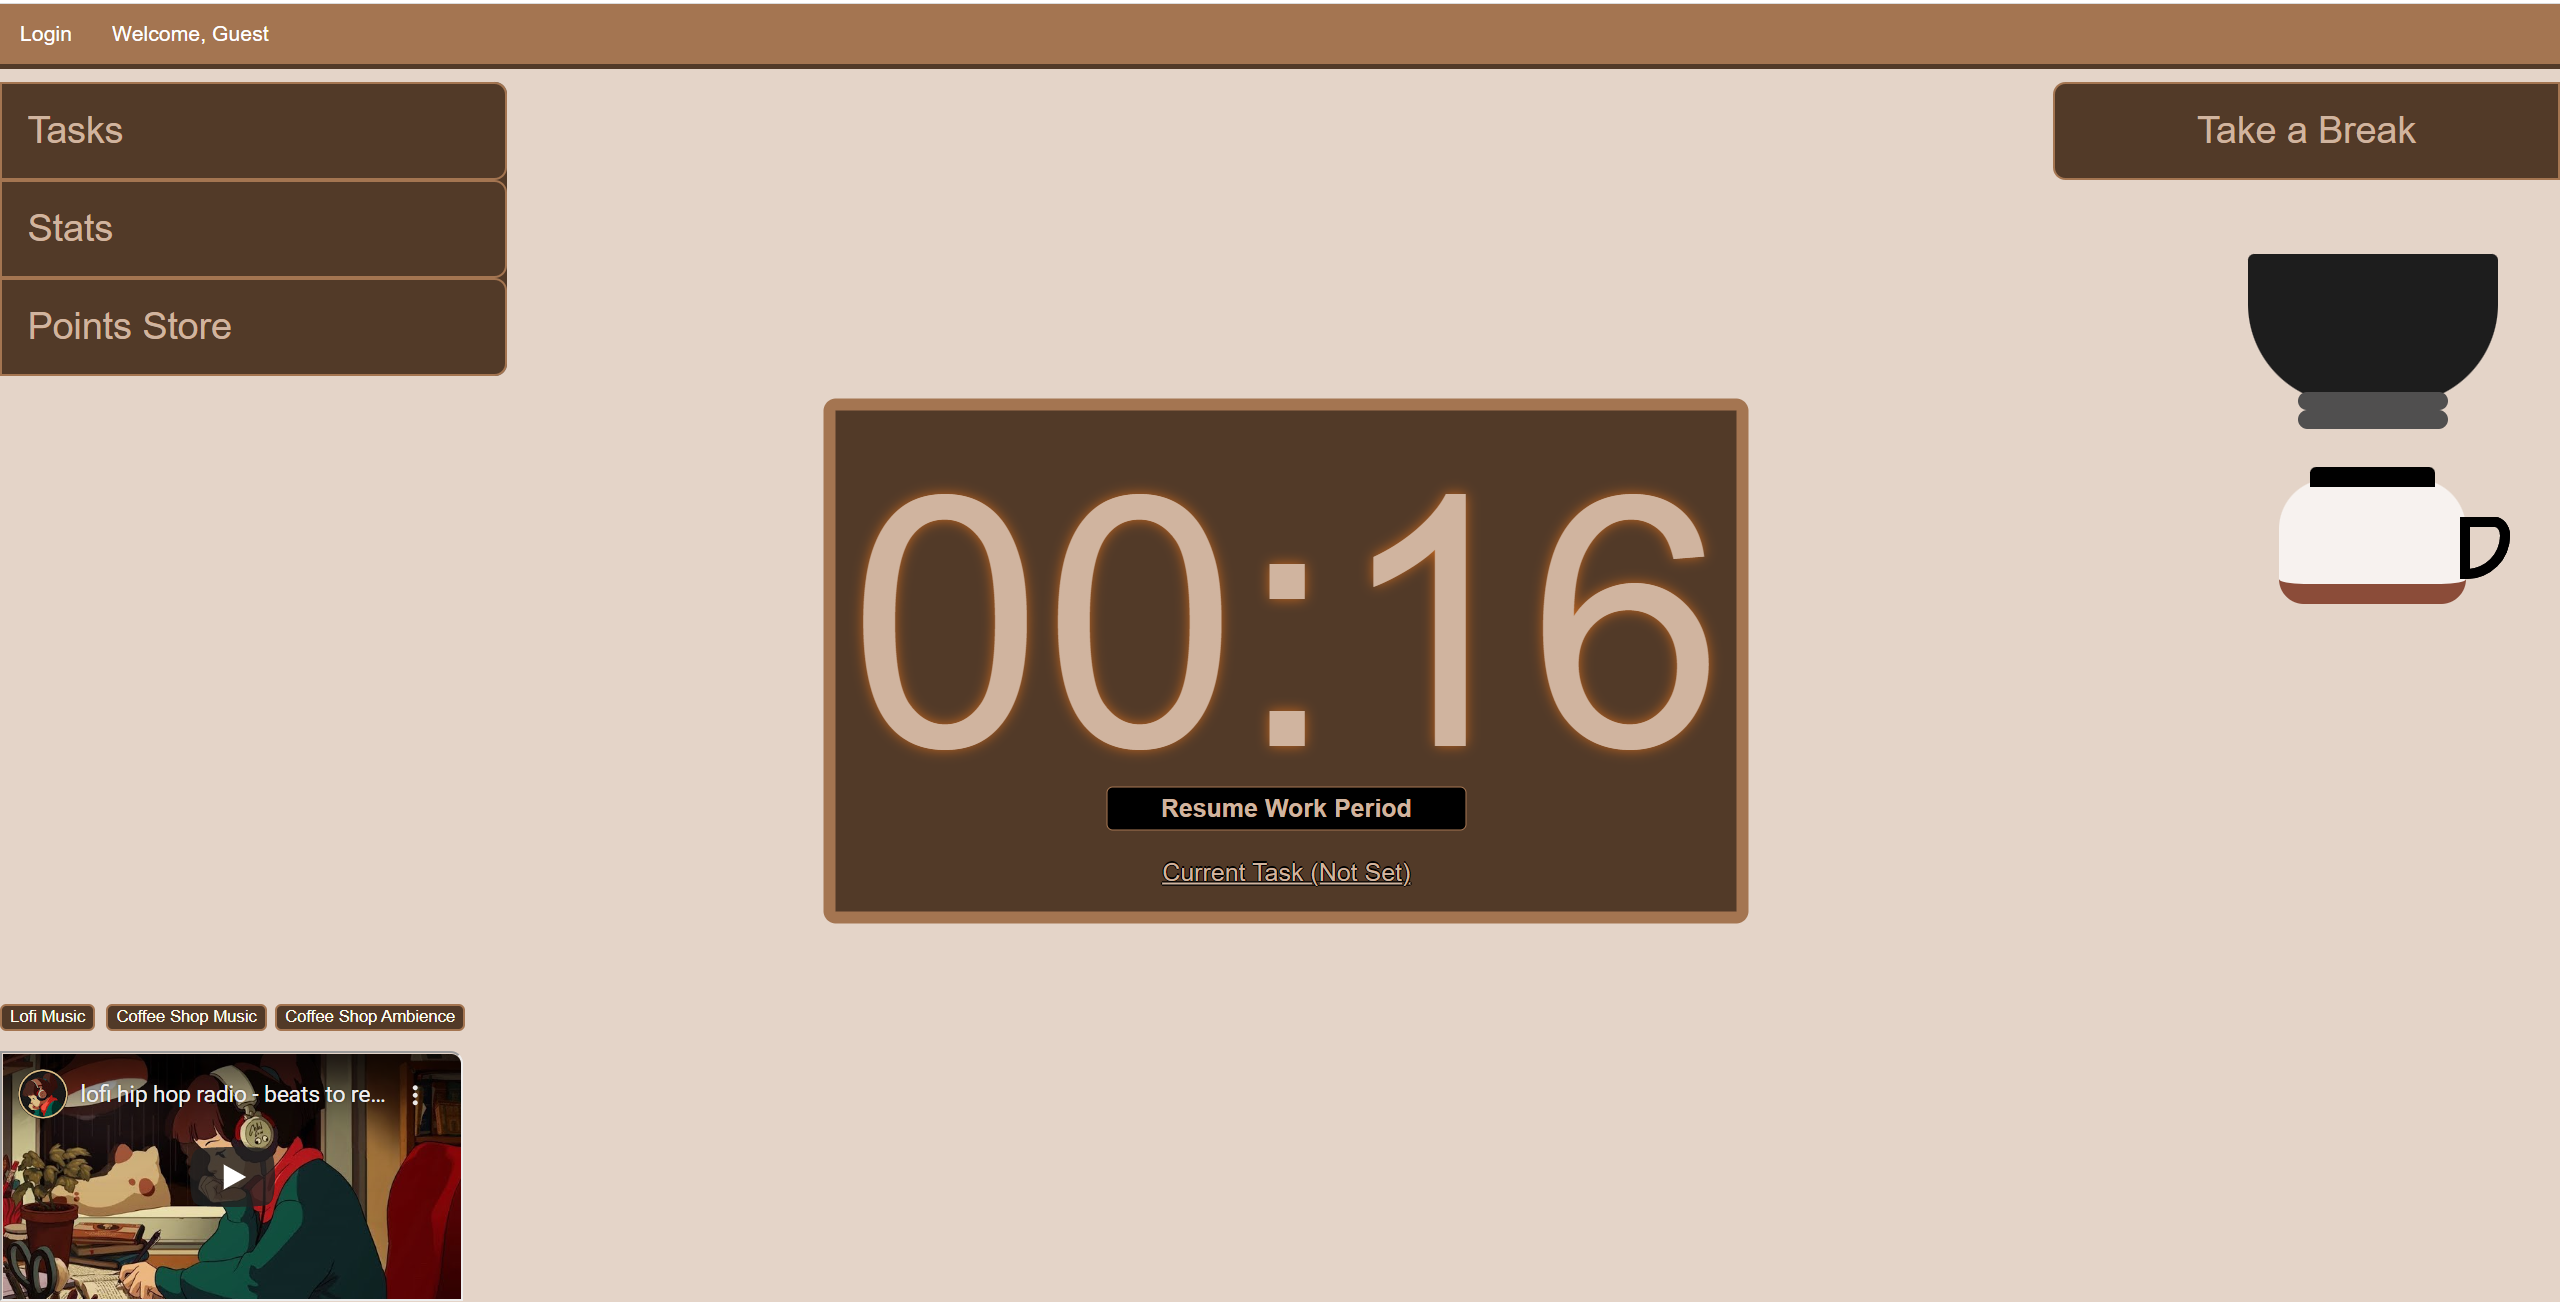 Login Welcome, Guest
Tasks
Stats
Points Store
Take a Break
00:16
Resume Work Period
Current Task (Not Set)
Lofi Music Coffee Shop Music Coffee Shop Ambience
lofi hip hop radio - beats to re...